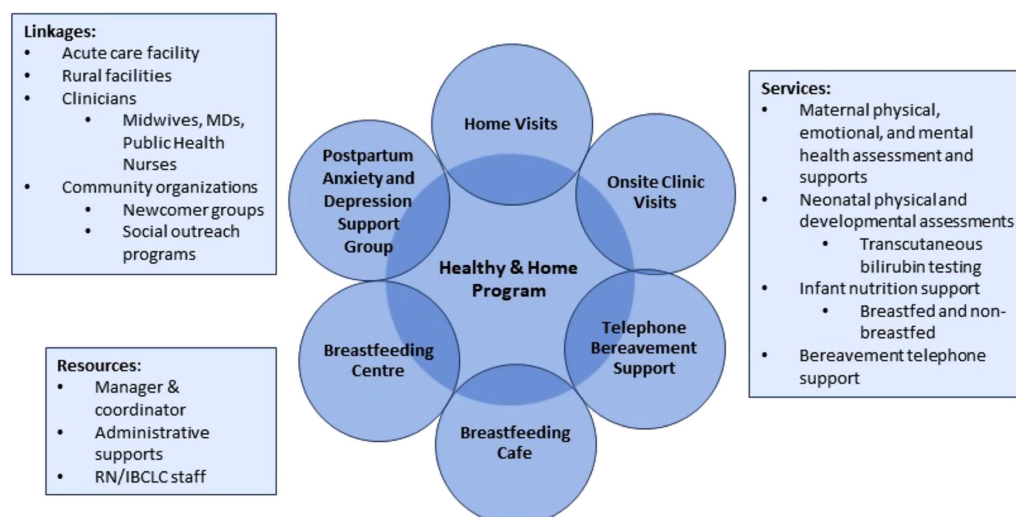 Linkages:
• Acute care facility
• Rural facilities
• Clinicians
• Midwives, MDs,
Public Health
Nurses
• Community organizations
• Newcomer groups
• Social outreach
programs
Resources:
• Manager &
coordinator
• Administrative
supports
• RN/IBCLC staff
Home Visits
Postpartum
Anxiety and
Depression
Support
Group
Onsite Clinic
Visits
Healthy & Home
Program
Breastfeeding
Centre
Telephone
Bereavement
Support
Breastfeeding
Cafe
Services:
• Maternal physical,
emotional, and mental
health assessment and
supports
• Neonatal physical and
developmental assessments
• Transcutaneous
bilirubin testing
• Infant nutrition support
• Breastfed and non-
breastfed
• Bereavement telephone
support